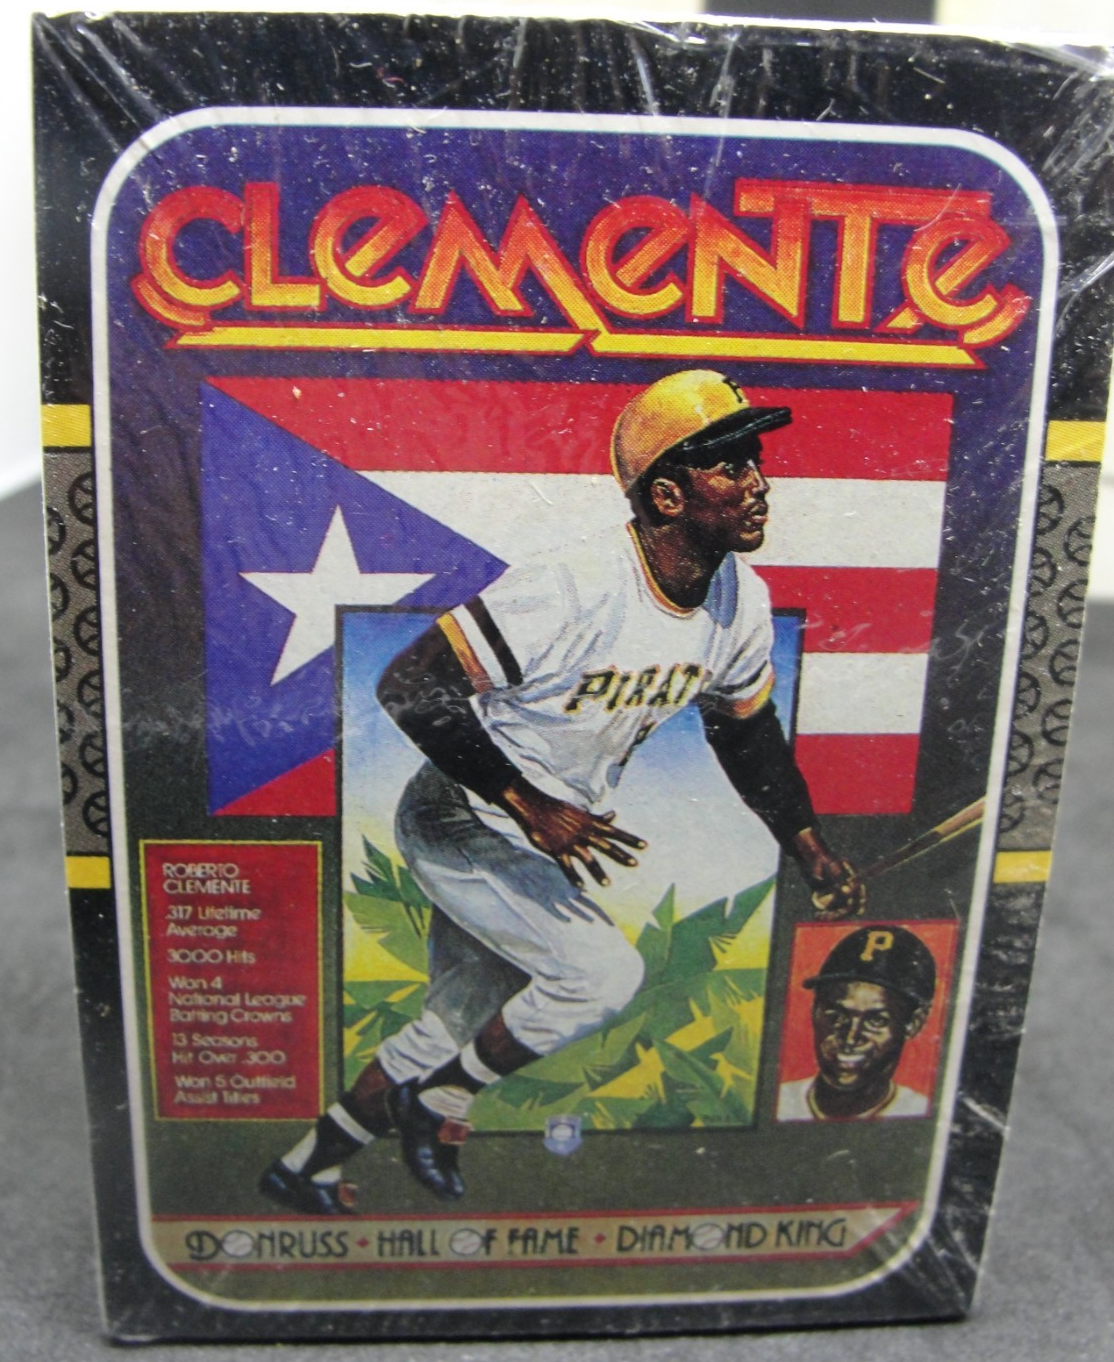 CLEMENTE
P
PIRAT
ROBERTO
CLEMENTE
.317 Lifetime
Average
3000 Hits
Won 4
National League
Batting Crowns
13 Seasons
Hit Over .300
Won 5 Outfield
Assist Titles
P
DONRUSS • HALL OF FAME • DIAMOND KING